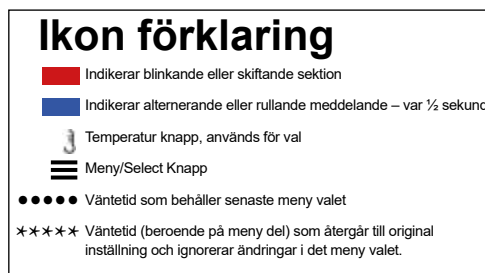 Ikon förklaring
Indikerar blinkande eller skiftande sektion
Indikerar alternerande eller rullande meddelande – var ½ sekund
Temperatur knapp, används för val
Meny/Select Knapp
Väntetid som behåller senaste meny valet
Väntetid (beroende på meny del) som återgår till original
inställning och ignorerar ändringar i det meny valet.